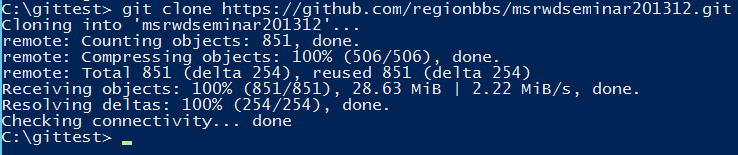 C:\gittest> git clone https://github.com/regionbbs/msrwdseminar201312.git
Cloning into 'msrwdseminar201312'...
remote: Counting objects: 851, done.
remote: Compressing objects: 100% (506/506), done.
remote: Total 851 (delta 254), reused 851 (delta 254)
Receiving objects: 100% (851/851), 28.63 MiB | 2.22 MiB/s, done.
Resolving deltas: 100% (254/254), done.
Checking connectivity... done
C:\gittest>